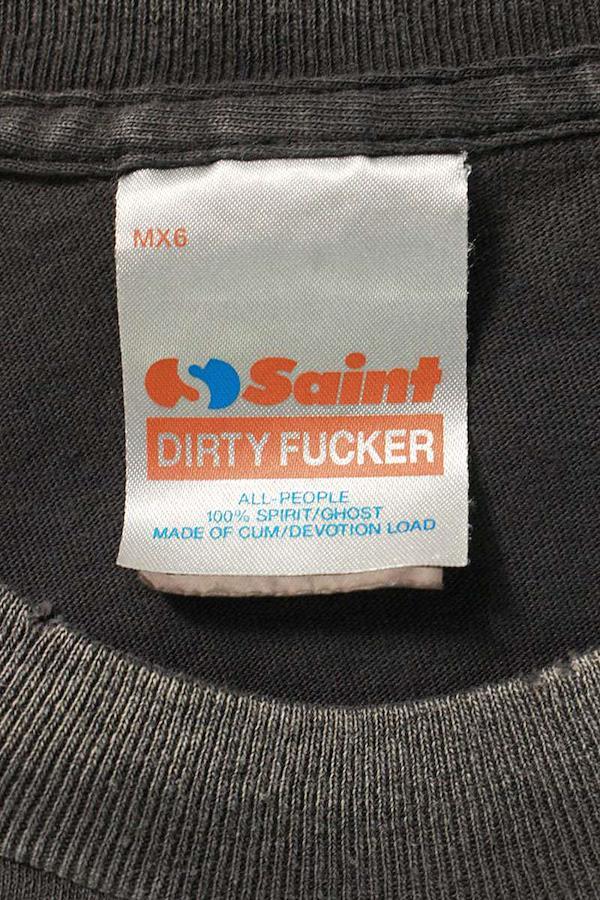 MX6
Saint
DIRTY FUCKER
ALL-PEOPLE
100% SPIRIT/GHOST
MADE OF CUM/DEVOTION LOAD